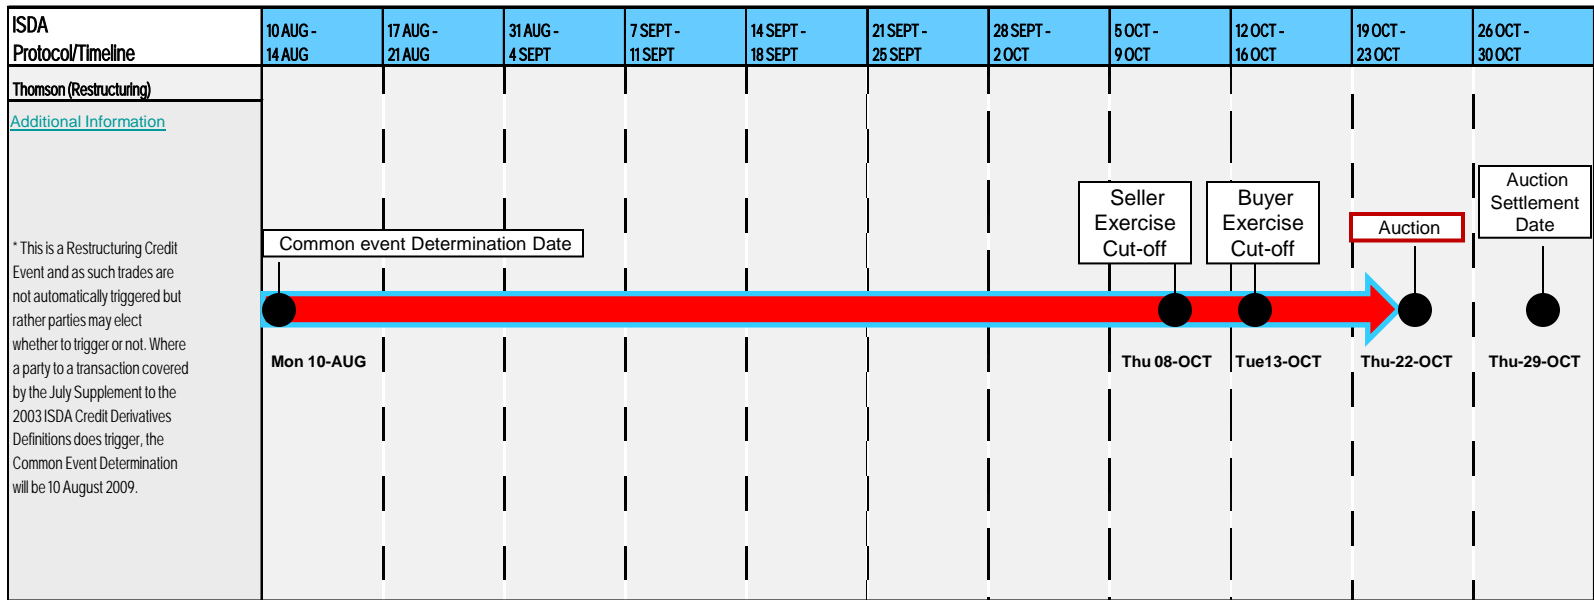 ISDA
Protocol/Timeline
10 AUG -
14 AUG
17 AUG -
21 AUG
31 AUG -
4 SEPT
7 SEPT -
11 SEPT
14 SEPT -
18 SEPT
21 SEPT -
25 SEPT
28 SEPT -
2 OCT
5 OCT -
9 OCT
12 OCT -
16 OCT
19 OCT -
23 OCT
26 OCT -
30 OCT
Thomson (Restructuring)
Additional Information
* This is a Restructuring Credit
Event and as such trades are
not automatically triggered but
rather parties may elect
whether to trigger or not. Where
a party to a transaction covered
by the July Supplement to the
2003 ISDA Credit Derivatives
Definitions does trigger, the
Common Event Determination
will be 10 August 2009.
Common event Determination Date
Seller
Exercise
Cut-off
Buyer
Exercise
Cut-off
Auction
Auction
Settlement
Date
Mon 10-AUG
Thu 08-OCT
Tue13-OCT
Thu-22-OCT
Thu-29-OCT